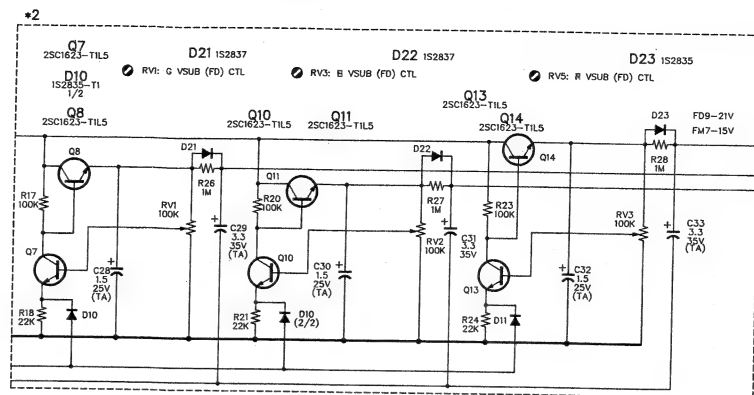 *2
Q7
2SC1623-T1L5
D10
1S2835-T1
1/2
Q8
2SC1623-T1L5
D21 1S2837
RV1: G VSUB (FD) CTL
D22 1S2837
RV3: B VSUB (FD) CTL
D23 1S2835
RV5: R VSUB (FD) CTL
Q10
2SC1623-T1L5
Q11
2SC1623-T1L5
Q13
2SC1623-T1L5
Q14
2SC1623-T1L5
FD9-21V
FM7-15V
Q8
D21
R26
1M
R17
100K
RV1
100K
Q7
C28
1.5
25V
(TA)
C29
3.3
35V
(TA)
R18
22K
D10
Q11
R20
100K
Q10
R21
22K
D10
(2/2)
C30
1.5
25V
(TA)
D22
R27
1M
RV2
100K
C31
3.3
35V
Q14
R23
100K
Q13
R24
22K
D11
C32
1.5
25V
(TA)
D23
R28
1M
RV3
100K
C33
3.3
35V
(TA)